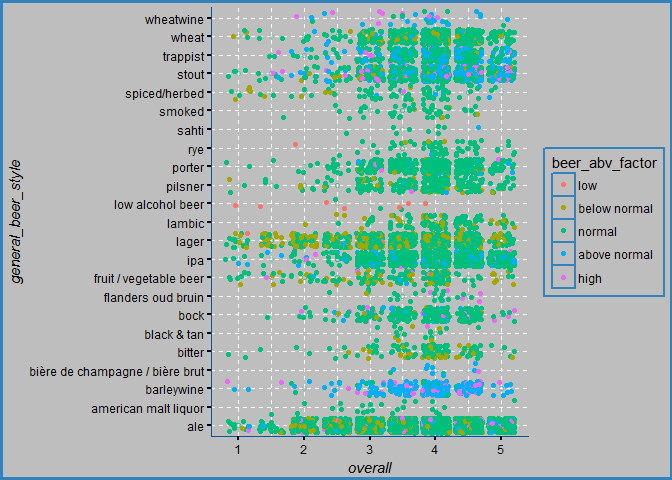 wheatwine
wheat
trappist
stout
spiced/herbed
smoked
sahti
rye
porter
pilsner
low alcohol beer
lambic
lager
ipa
fruit / vegetable beer
flanders oud bruin
bock
black & tan
bitter
bière de champagne / bière brut
barleywine
american malt liquor
ale
general_beer_style
1 2 3 4 5
overall
beer_abv_factor
low
below normal
normal
above normal
high